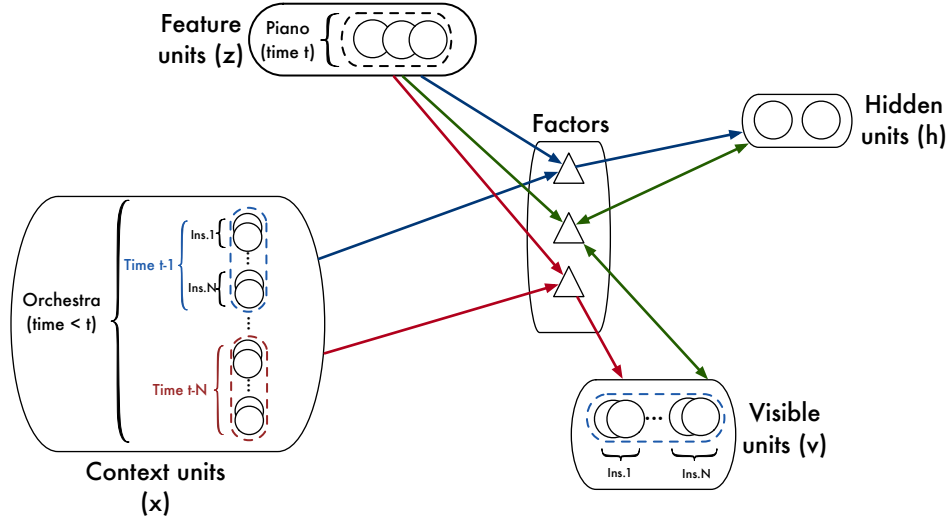 Feature
units (z)
Piano
(time t)
Hidden
units (h)
Factors
Orchestra
(time < t)
Time t-1
Ins.1
Ins.N
Time t-N
Context units
(x)
Visible
units (v)
Ins.1
Ins.N